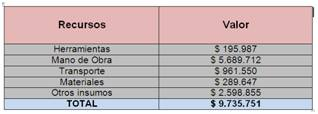 Recursos Valor
Herramientas $ 195.987
Mano de Obra $ 5.689.712
Transporte $ 961.550
Materiales $ 289.647
Otros insumos $ 2.598.855
TOTAL $ 9.735.751